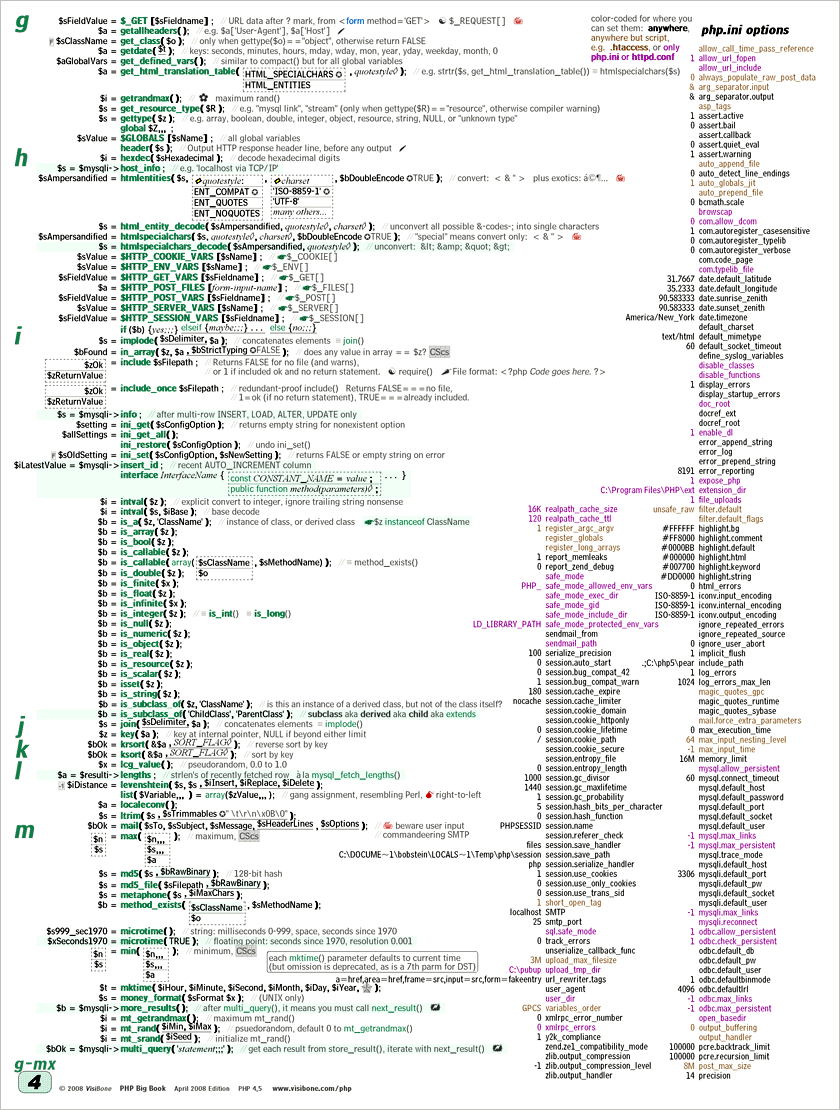 g
$sFieldValue = $_GET [$sFieldname] ; // URL data after ? mark, from <form method='GET'> $_REQUEST[]
$a = getallheaders( ); // e.g. $a['User-Agent'], $a['Host']
$sClassName = get_class( $o ); // only when gettype($o)=="object", otherwise return FALSE
$a = getdate( $t ); // keys: seconds, minutes, hours, mday, wday, mon, year, yday, weekday, month, 0
$aGlobalVars = get_defined_vars( ); // similar to compact() but for all global variables
$a = get_html_translation_table( HTML_SPECIALCHARS , quotestyle ); // e.g. strtr($s, get_html_translation_table()) = htmlspecialchars($s)
HTML_ENTITIES
$i = getrandmax( ); maximum rand()
$s = get_resource_type( $R ); // e.g. "mysql link", "stream" (only when gettype($R)=="resource", otherwise compiler warning)
$s = gettype( $z ); // e.g. array, boolean, double, integer, object, resource, string, NULL, or "unknown type"
global $Z,,, ;
$sValue = $GLOBALS [$sName] ; // all global variables
header( $s ); // Output HTTP response header line, before any output
h
$i = hexdec( $sHexadecimal ); // decode hexadecimal digits
$s = $mysqli->host_info ; // e.g. 'localhost via TCP/IP'
$sAmpersandified = htmlentities( $s, quotestyle: , charset , $bDoubleEncode TRUE ); // convert: < & " > plus exotics: á©¶...
ENT_COMPAT 'ISO-8859-1'
ENT_QUOTES 'UTF-8'
ENT_NOQUOTES many others...
$s = html_entity_decode( $sAmpersandified, quotestyle, charset ); // unconvert all possible &-codes-; into single characters
$sAmpersandified = htmlspecialchars( $s, quotestyle, charset, $bDoubleEncode TRUE ); // "special" means convert only: < & " >
$s = htmlspecialchars_decode( $sAmpersandified, quotestyle ); // unconvert: &lt; &amp; &quot; &gt;
$sValue = $HTTP_COOKIE_VARS [$sName] ; // $_COOKIE[]
$sValue = $HTTP_ENV_VARS [$sName] ; // $_ENV[]
$sFieldValue = $HTTP_GET_VARS [$sFieldname] ; // $_GET[]
$a = $HTTP_POST_FILES [form-input-name] ; // $_FILES[]
$sFieldValue = $HTTP_POST_VARS [$sFieldname] ; // $_POST[]
$sValue = $HTTP_SERVER_VARS [$sName] ; // $_SERVER[]
$sFieldValue = $HTTP_SESSION_VARS [$sFieldname] ; // $_SESSION[]
i
if ($b) {yes;;;} elseif {maybe;;;} ... else {no;;;}
$s = implode( $sDelimiter, $a ); // concatenates elements = join()
$bFound = in_array( $z, $a , $bStrictTyping FALSE ); // does any value in array == $z? CScs
$zOk = include $sFilepath ; // Returns FALSE for no file (and warns),
$zReturnValue // or 1 if included ok and no return statement. require() File format: <?php Code goes here. ?>
$zOk = include_once $sFilepath ; // redundant-proof include() Returns FALSE===no file,
$zReturnValue // 1=ok (if no return statement), TRUE===already included.
$s = $mysqli->info ; // after multi-row INSERT, LOAD, ALTER, UPDATE only
$setting = ini_get( $sConfigOption ); // returns empty string for nonexistent option
$allSettings = ini_get_all( );
ini_restore( $sConfigOption ); // undo ini_set()
$sOldSetting = ini_set( $sConfigOption, $sNewSetting ); // returns FALSE or empty string on error
$iLatestValue = $mysqli->insert_id ; // recent AUTO_INCREMENT column
interface InterfaceName { const CONSTANT_NAME = value ; ... }
public function method(parameters) ;
$i = intval( $z ); // explicit convert to integer, ignore trailing string nonsense
$i = intval( $s, $iBase ); // base decode
$b = is_a( $z, 'ClassName' ); // instance of class, or derived class $z instanceof ClassName
$b = is_array( $z );
$b = is_bool( $z );
$b = is_callable( $z );
$b = is_callable( array( $sClassName , $sMethodName) ); // = method_exists()
$b = is_double( $z ); $o
$b = is_finite( $x );
$b = is_float( $z );
$b = is_infinite( $x );
$b = is_integer( $z ); // = is_int() = is_long()
$b = is_null( $z );
$b = is_numeric( $z );
$b = is_object( $z );
$b = is_real( $z );
$b = is_resource( $z );
$b = is_scalar( $z );
$b = isset( $z );
$b = is_string( $z );
$b = is_subclass_of( $z, 'ClassName' ); // is this an instance of a derived class, but not of the class itself?
$b = is_subclass_of( 'ChildClass', 'ParentClass' ); // subclass aka derived aka child aka extends
j
$s = join( $sDelimiter, $a ); // concatenates elements = implode()
$z = key( $a ); // key at internal pointer, NULL if beyond either limit
k
$bOk = krsort( &$a , SORT_FLAG ); // reverse sort by key
$bOk = ksort( &$a , SORT_FLAG ); // sort by key
l
$x = lcg_value( ); // pseudorandom, 0.0 to 1.0
$a = $result->lengths ; // strlen's of recently fetched row à la mysql_fetch_lengths()
$iDistance = levenshtein( $s, $s , $iInsert, $iReplace, $iDelete );
list( $Variable,,, ) = array( $zValue,,, ); // gang assignment, resembling Perl, right-to-left
$a = localeconv( );
$s = ltrim( $s , $sTrimmables " \t\r\n\x0B\0" );
m
$bOk = mail( $sTo, $sSubject, $sMessage , $sHeaderLines , $sOptions ); // beware user input
$n = max( $n,,, ); // maximum, CScs // commandeering SMTP
$s $s,,,
$a
$s = md5( $s , $bRawBinary ); // 128-bit hash
$s = md5_file( $sFilepath , $bRawBinary );
$s = metaphone( $s , $iMaxChars );
$b = method_exists( $sClassName , $sMethodName );
$o
$s999_sec1970 = microtime( ); // string: milliseconds 0-999, space, seconds since 1970
$xSeconds1970 = microtime( TRUE ); // floating point: seconds since 1970, resolution 0.001
$n = min( $n,,, ); // minimum, CScs
$s $s,,,
$a
each mktime() parameter defaults to current time
(but omission is deprecated, as is a 7th parm for DST)
$t = mktime( $iHour, $iMinute, $iSecond, $iMonth, $iDay, $iYear, );
$s = money_format( $sFormat $x ); // (UNIX only)
$b = $mysqli->more_results( ); // after multi_query(), it means you must call next_result()
$i = mt_getrandmax( ); // maximum mt_rand()
$i = mt_rand( $iMin, $iMax ); // psuedorandom, default 0 to mt_getrandmax()
$i = mt_srand( $iSeed ); // initialize mt_rand()
$bOk = $mysqli->multi_query( 'statement;;;' ); // get each result from store_result(), iterate with next_result()
g-mx
4
© 2008 VisiBone PHP Big Book April 2008 Edition PHP 4,5 www.visibone.com/php
color-coded for where you
can set them: anywhere,
anywhere but script,
e.g. .htaccess, or only
php.ini or httpd.conf
php.ini options
allow_call_time_pass_reference
1 allow_url_fopen
allow_url_include
0 always_populate_raw_post_data
& arg_separator.input
& arg_separator.output
asp_tags
1 assert.active
0 assert.bail
assert.callback
0 assert.quiet_eval
1 assert.warning
auto_append_file
0 auto_detect_line_endings
1 auto_globals_jit
auto_prepend_file
0 bcmath.scale
browscap
0 com.allow_dcom
0 com.autoregister_casesensitive
0 com.autoregister_typelib
0 com.autoregister_verbose
com.code_page
com.typelib_file
31.7667 date.default_latitude
35.2333 date.default_longitude
90.583333 date.sunrise_zenith
90.583333 date.sunset_zenith
America/New_York date.timezone
default_charset
text/html default_mimetype
60 default_socket_timeout
define_syslog_variables
disable_classes
disable_functions
1 display_errors
display_startup_errors
doc_root
docref_ext
docref_root
1 enable_dl
error_append_string
error_log
error_prepend_string
8191 error_reporting
1 expose_php
C:\Program Files\PHP\ext extension_dir
1 file_uploads
unsafe_raw filter.default
filter.default_flags
#FFFFFF highlight.bg
#FF8000 highlight.comment
#0000BB highlight.default
#000000 highlight.html
#007700 highlight.keyword
#DD0000 highlight.string
0 html_errors
ISO-8859-1 iconv.input_encoding
ISO-8859-1 iconv.internal_encoding
ISO-8859-1 iconv.output_encoding
ignore_repeated_errors
ignore_repeated_source
0 ignore_user_abort
1 implicit_flush
.;C:\php5\pear include_path
1 log_errors
1024 log_errors_max_len
magic_quotes_gpc
magic_quotes_runtime
magic_quotes_sybase
mail.force_extra_parameters
0 max_execution_time
64 max_input_nesting_level
-1 max_input_time
16M memory_limit
mysql.allow_persistent
60 mysql.connect_timeout
mysql.default_host
mysql.default_password
mysql.default_port
mysql.default_socket
mysql.default_user
-1 mysql.max_links
-1 mysql.max_persistent
mysql.trace_mode
mysqli.default_host
3306 mysqli.default_port
mysqli.default_pw
mysqli.default_socket
mysqli.default_user
-1 mysqli.max_links
mysqli.reconnect
1 odbc.allow_persistent
1 odbc.check_persistent
odbc.default_db
odbc.default_pw
odbc.default_user
1 odbc.defaultbinmode
4096 odbc.defaultlrl
-1 odbc.max_links
-1 odbc.max_persistent
open_basedir
0 output_buffering
output_handler
100000 pcre.backtrack_limit
100000 pcre.recursion_limit
8M post_max_size
14 precision
16K realpath_cache_size
120 realpath_cache_ttl
1 register_argc_argv
register_globals
register_long_arrays
1 report_memleaks
0 report_zend_debug
safe_mode
PHP_ safe_mode_allowed_env_vars
safe_mode_exec_dir
safe_mode_gid
safe_mode_include_dir
LD_LIBRARY_PATH safe_mode_protected_env_vars
sendmail_from
sendmail_path
100 serialize_precision
0 session.auto_start
0 session.bug_compat_42
1 session.bug_compat_warn
180 session.cache_expire
nocache session.cache_limiter
session.cookie_domain
session.cookie_httponly
0 session.cookie_lifetime
/ session.cookie_path
session.cookie_secure
session.entropy_file
0 session.entropy_length
1000 session.gc_divisor
1440 session.gc_maxlifetime
1 session.gc_probability
5 session.hash_bits_per_character
0 session.hash_function
PHPSESSID session.name
session.referer_check
files session.save_handler
C:\DOCUME~1\bobstein\LOCALS~1\Temp\php\session session.save_path
php session.serialize_handler
1 session.use_cookies
0 session.use_only_cookies
0 session.use_trans_sid
1 short_open_tag
localhost SMTP
25 smtp_port
sql.safe_mode
0 track_errors
unserialize_callback_func
3M upload_max_filesize
C:\pupub upload_tmp_dir
a=href,area=href,frame=src,input=src,form=fakeentry url_rewriter.tags
user_agent
user_dir
GPCS variables_order
0 xmlrpc_error_number
0 xmlrpc_errors
1 y2k_compliance
zend.ze1_compatibility_mode
zlib.output_compression
-1 zlib.output_compression_level
zlib.output_handler